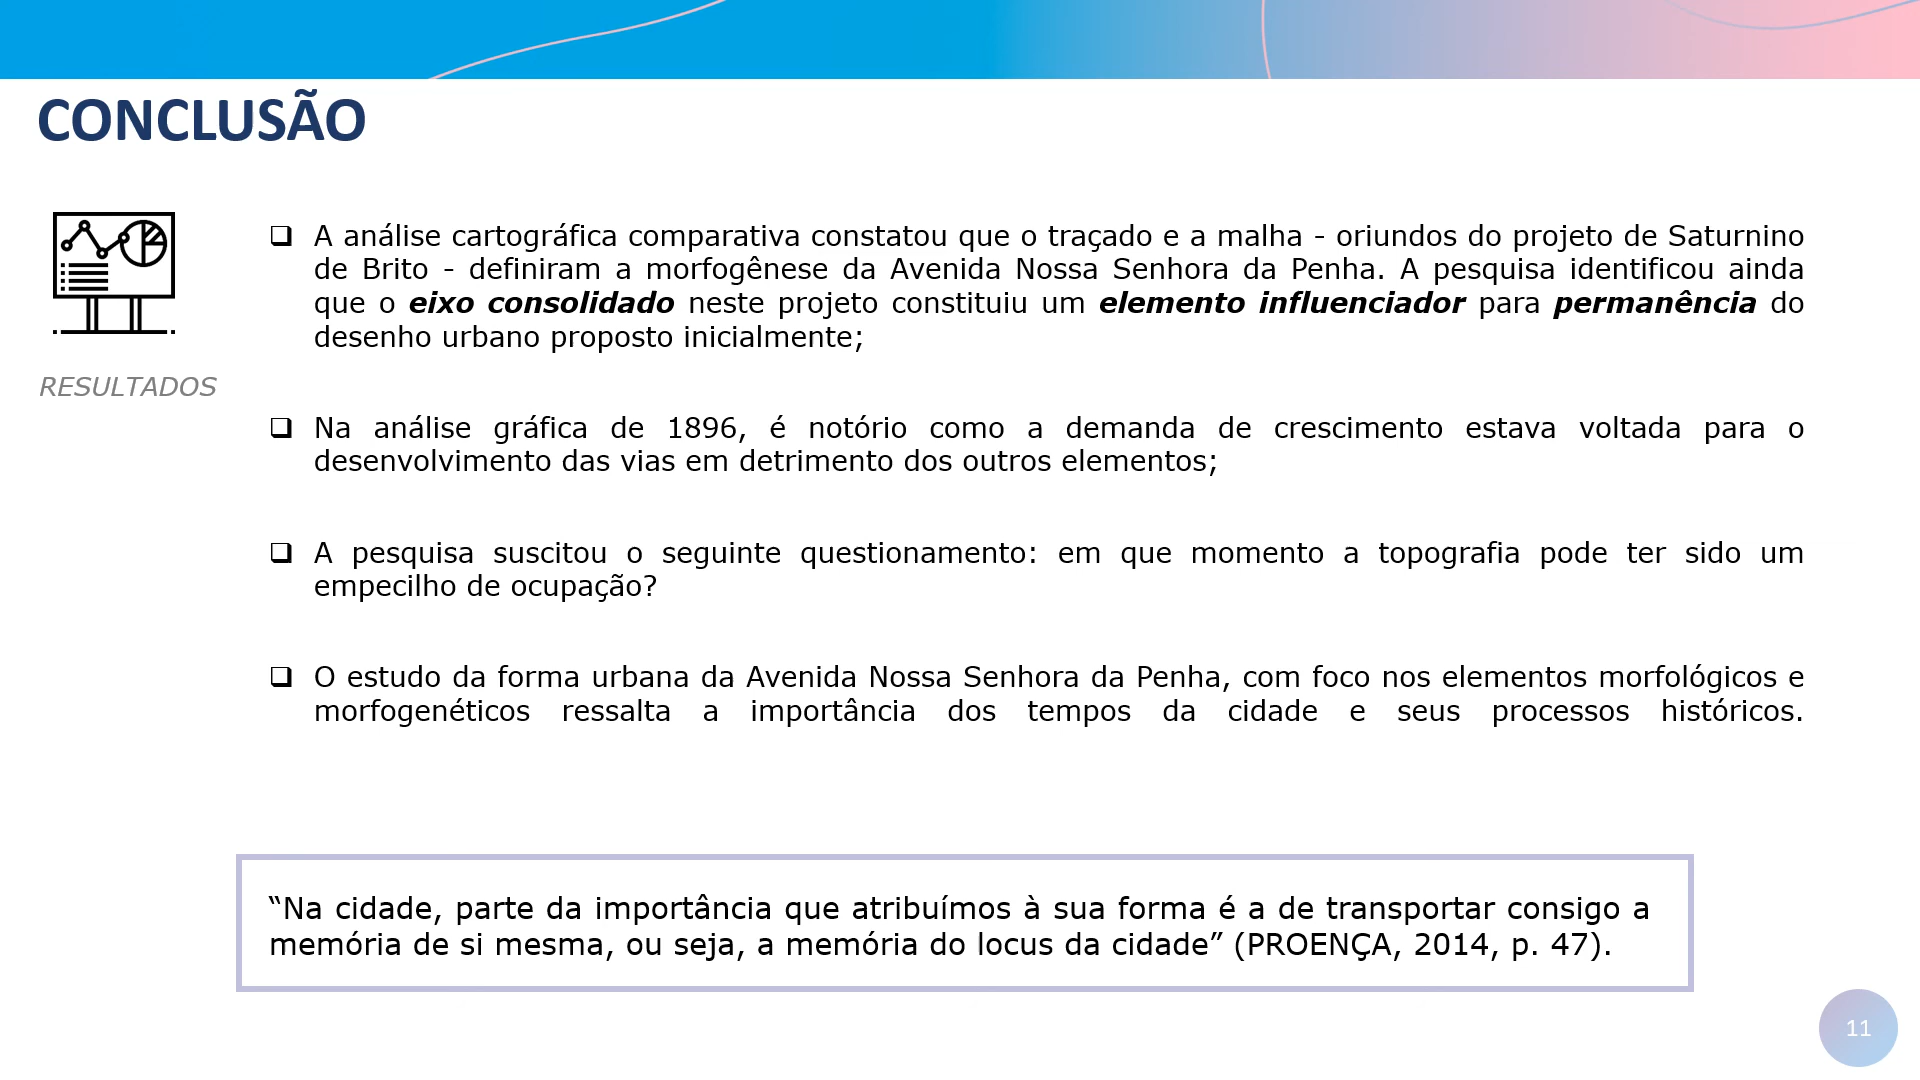 CONCLUSÃO
RESULTADOS
❑ A análise cartográfica comparativa constatou que o traçado e a malha - oriundos do projeto de Saturnino
de Brito - definiram a morfogênese da Avenida Nossa Senhora da Penha. A pesquisa identificou ainda
que o eixo consolidado neste projeto constituiu um elemento influenciador para permanência do
desenho urbano proposto inicialmente;
❑ Na análise gráfica de 1896, é notório como a demanda de crescimento estava voltada para o
desenvolvimento das vias em detrimento dos outros elementos;
❑ A pesquisa suscitou o seguinte questionamento: em que momento a topografia pode ter sido um
empecilho de ocupação?
❑ O estudo da forma urbana da Avenida Nossa Senhora da Penha, com foco nos elementos morfológicos e
morfogenéticos ressalta a importância dos tempos da cidade e seus processos históricos.
“Na cidade, parte da importância que atribuímos à sua forma é a de transportar consigo a
memória de si mesma, ou seja, a memória do locus da cidade” (PROENÇA, 2014, p. 47).
11